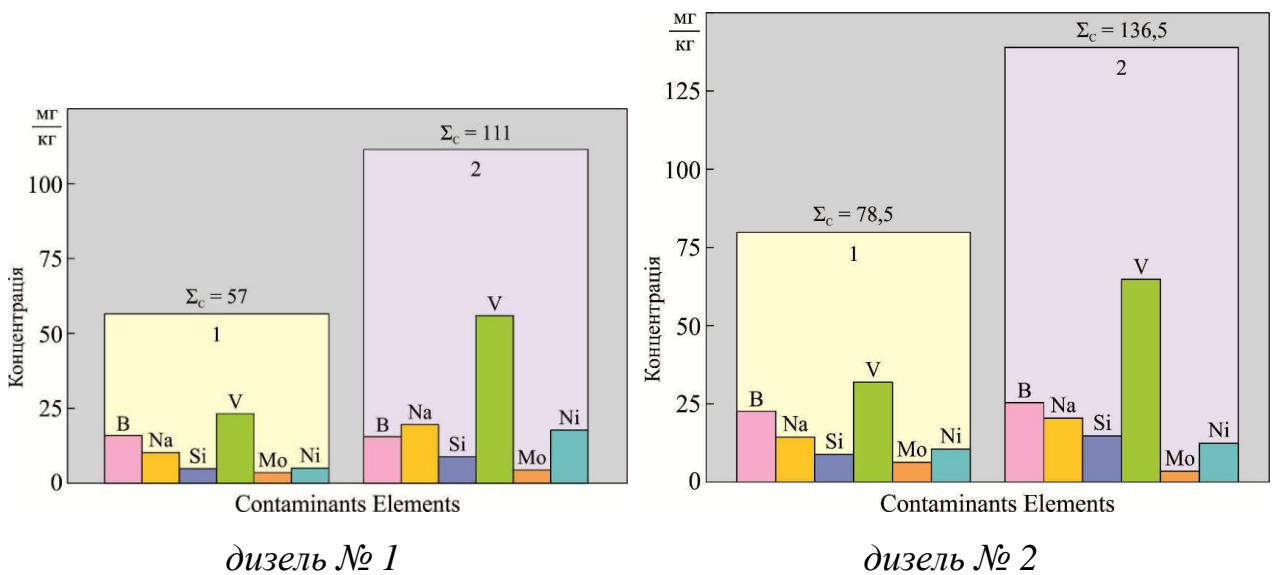 мг
кг
Концентрація
100
75
50
25
0
Σc = 57
1
B
Na
Si
V
Mo
Ni
Σc = 111
2
B
Na
Si
V
Mo
Ni
Contaminants Elements
дизель № 1
мг
кг
Концентрація
125
100
75
50
25
0
Σc = 78,5
1
B
Na
Si
V
Mo
Ni
Σc = 136,5
2
B
Na
Si
V
Mo
Ni
Contaminants Elements
дизель № 2